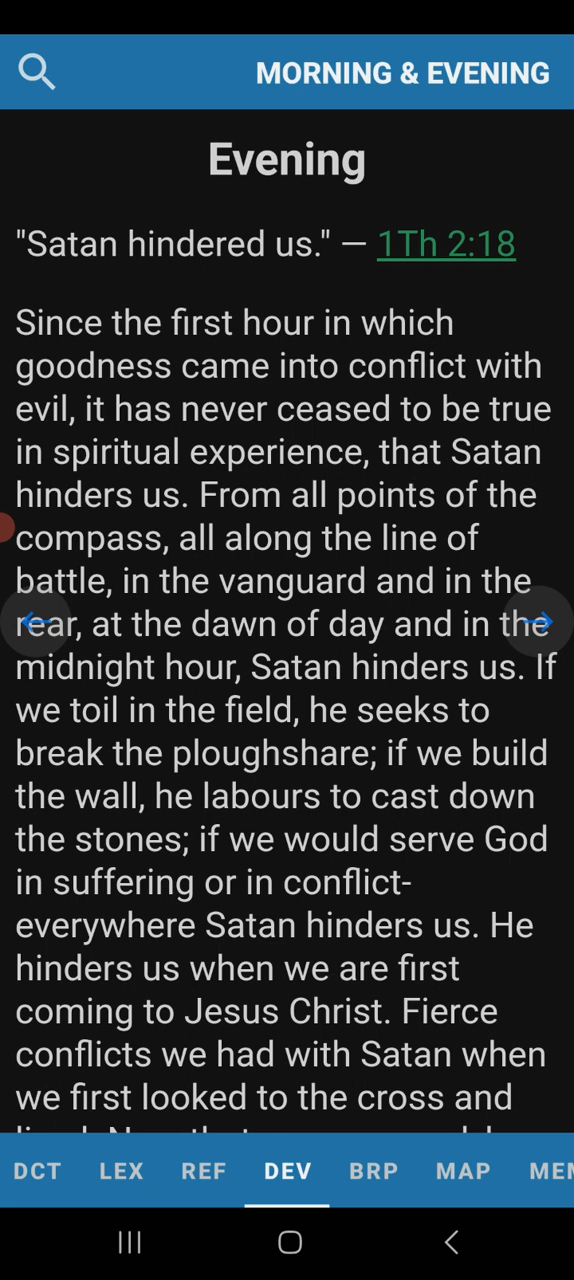 MORNING & EVENING
Evening
"Satan hindered us." — 1Th 2:18
Since the first hour in which
goodness came into conflict with
evil, it has never ceased to be true
in spiritual experience, that Satan
hinders us. From all points of the
compass, all along the line of
battle, in the vanguard and in the
rear, at the dawn of day and in the
midnight hour, Satan hinders us. If
we toil in the field, he seeks to
break the ploughshare; if we build
the wall, he labours to cast down
the stones; if we would serve God
in suffering or in conflict-
everywhere Satan hinders us. He
hinders us when we are first
coming to Jesus Christ. Fierce
conflicts we had with Satan when
we first looked to the cross and
DCT LEX REF DEV BRP MAP